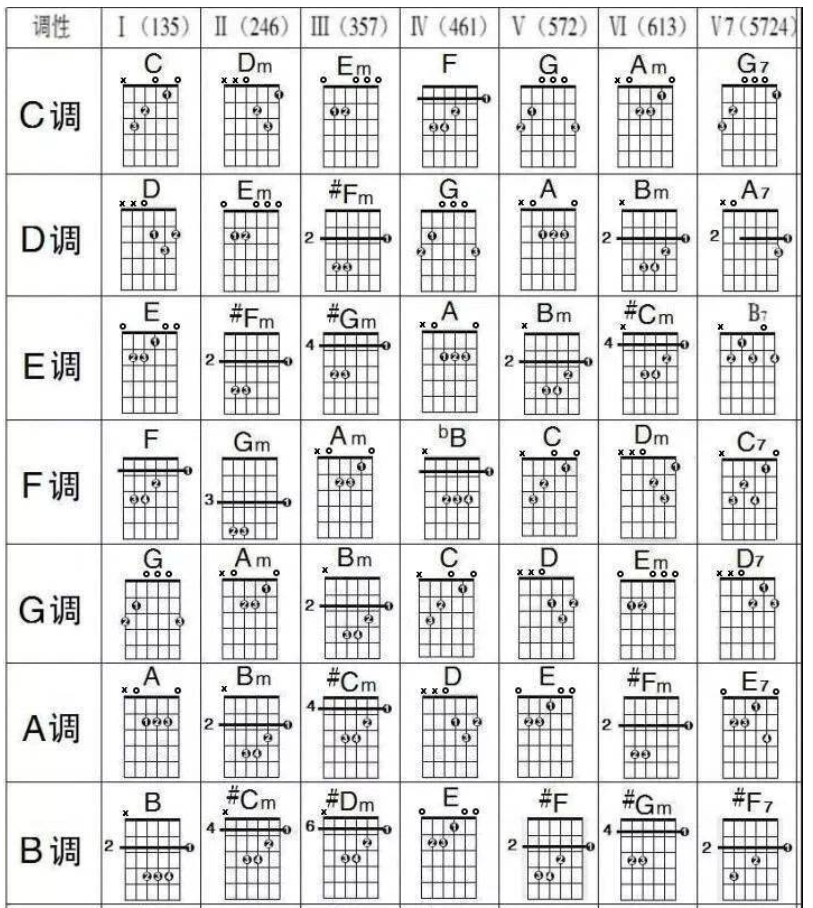 调性 Ⅰ (135) Ⅱ (246) Ⅲ (357) Ⅳ (461) Ⅴ (572) Ⅵ (613) V7(5724)
C调 C Dm Em F G Am G7
D调 D Em #Fm G A Bm A7
2 2 2
E调 E #Fm #Gm A Bm #Cm B7
2 4 2 4
F调 F Gm Am bB C Dm C7
3
G调 G Am Bm C D Em D7
2
A调 A Bm #Cm D E #Fm E7
2 4 2
B调 B #Cm #Dm E #F #Gm #F7
2 4 6 2 4 2